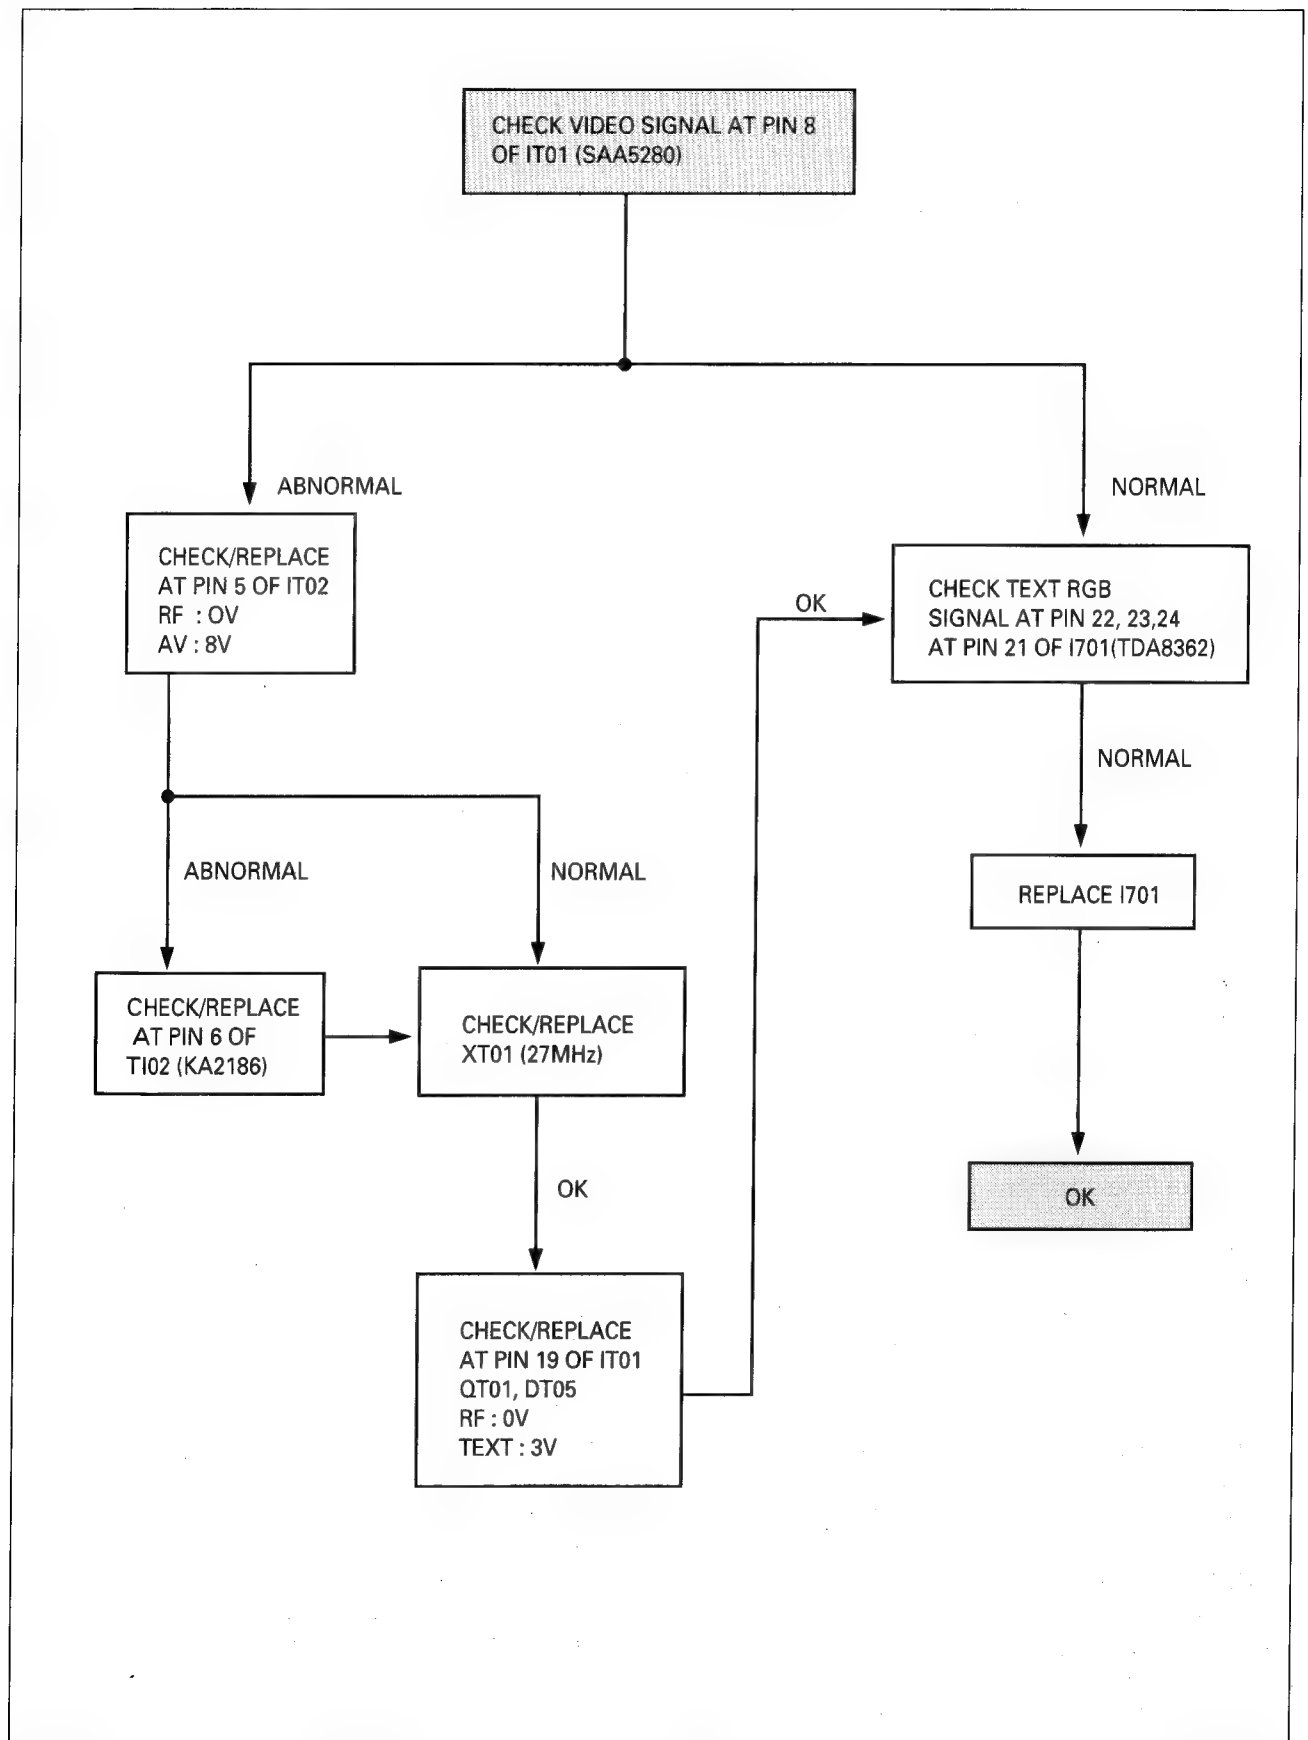 CHECK VIDEO SIGNAL AT PIN 8
OF IT01 (SAA5280)
ABNORMAL
NORMAL
CHECK/REPLACE
AT PIN 5 OF IT02
RF : OV
AV : 8V
CHECK TEXT RGB
SIGNAL AT PIN 22, 23,24
AT PIN 21 OF I701(TDA8362)
OK
NORMAL
ABNORMAL
NORMAL
REPLACE I701
CHECK/REPLACE
AT PIN 6 OF
TI02 (KA2186)
CHECK/REPLACE
XT01 (27MHz)
OK
OK
CHECK/REPLACE
AT PIN 19 OF IT01
QT01, DT05
RF : 0V
TEXT : 3V